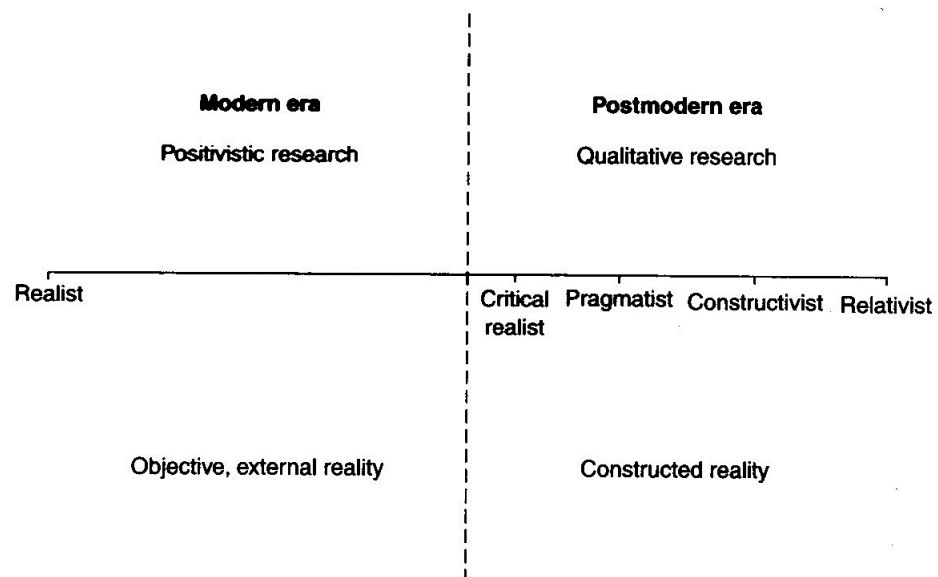 Modern era
Postmodern era
Positivistic research
Qualitative research
Realist
Critical
realist
Pragmatist
Constructivist
Relativist
Objective, external reality
Constructed reality